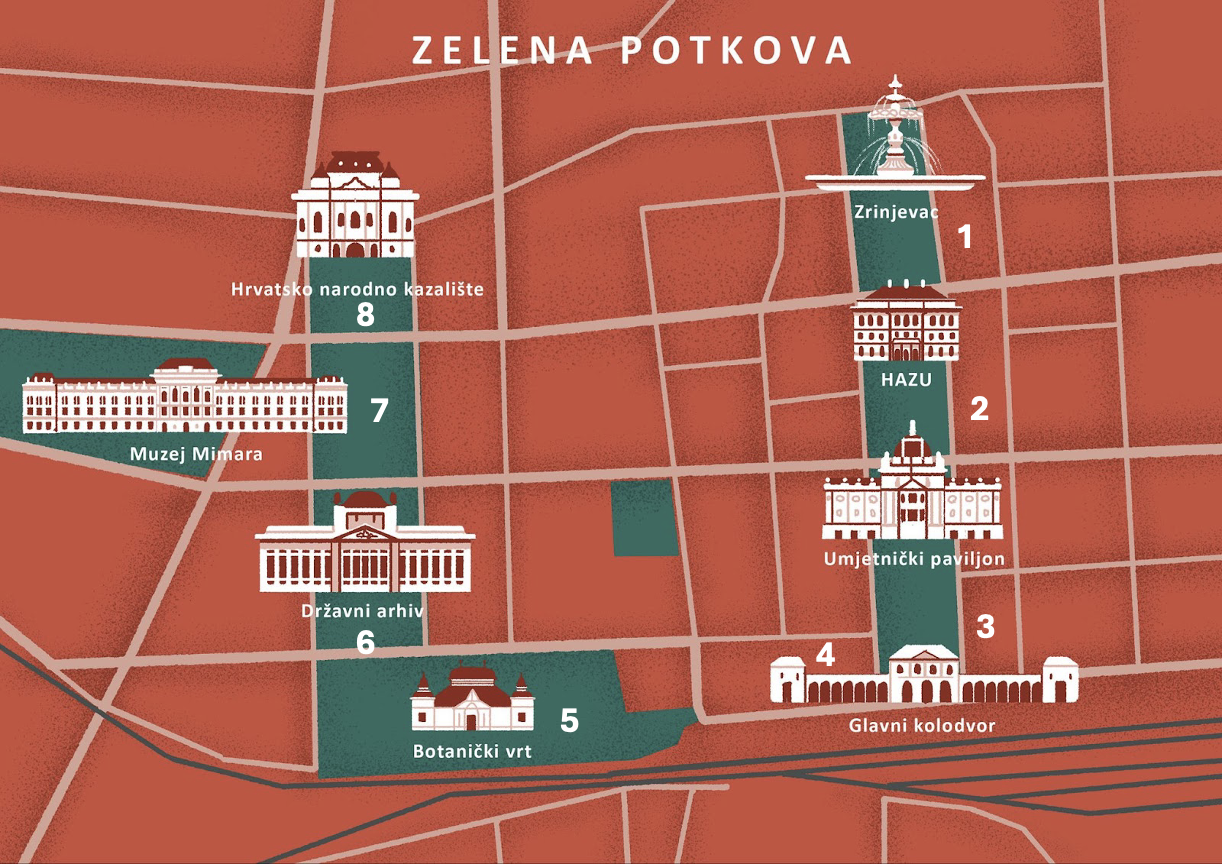 ZELENA POTKOVA
Zrinjevac
1
Hrvatsko narodno kazalište
8
HAZU
2
7
Muzej Mimara
Umjetnički paviljon
Državni arhiv
3
6
4
5
Glavni kolodvor
Botanički vrt